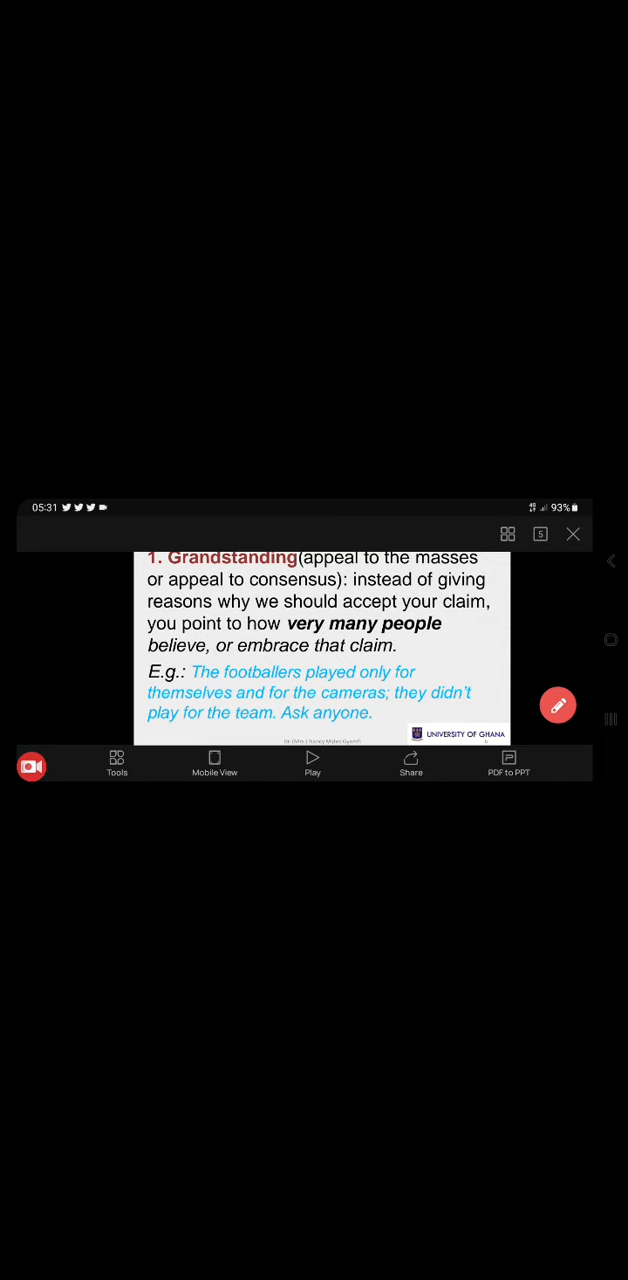 05:31 93%
5
1. Grandstanding(appeal to the masses
or appeal to consensus): instead of giving
reasons why we should accept your claim,
you point to how very many people
believe, or embrace that claim.
E.g.: The footballers played only for
themselves and for the cameras; they didn't
play for the team. Ask anyone.
UNIVERSITY OF GHANA
6
Tools Mobile View Play Share PDF to PPT